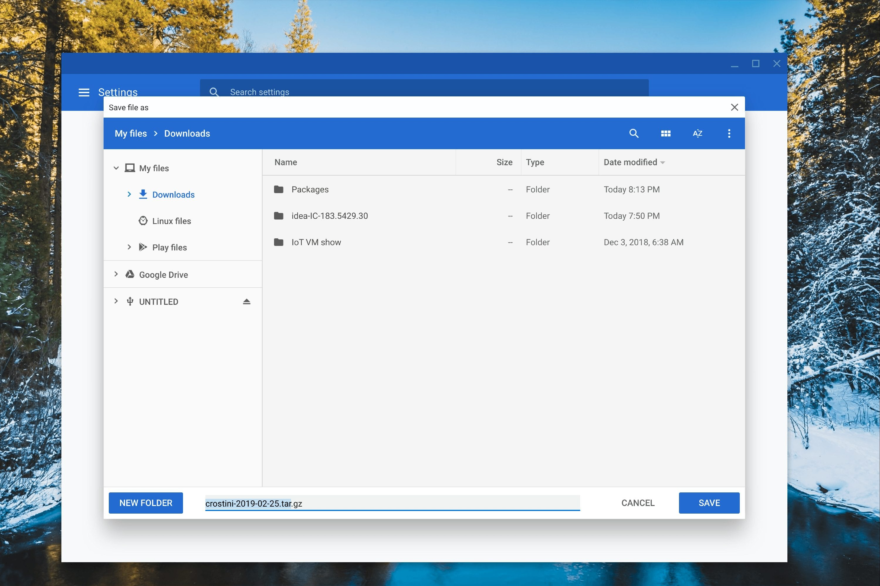 Settings
Search settings
Save file as
My files > Downloads
AZ
My files
Downloads
Linux files
Play files
Google Drive
UNTITLED
Name Size Type Date modified
Packages -- Folder Today 8:13 PM
idea-IC-183.5429.30 -- Folder Today 7:50 PM
IoT VM show -- Folder Dec 3, 2018, 6:38 AM
NEW FOLDER
crostini-2019-02-25.tar.gz
CANCEL
SAVE